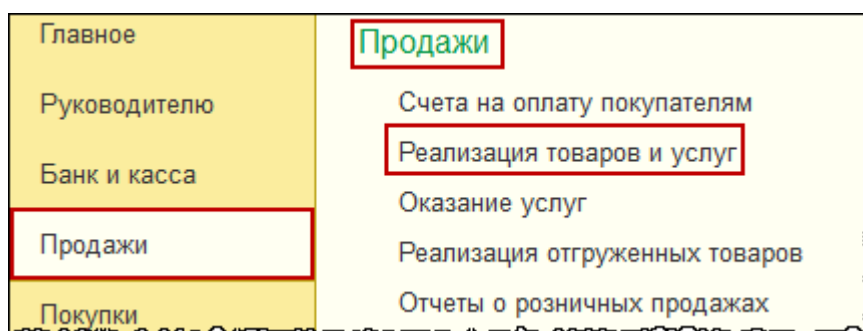 Главное
Руководителю
Банк и касса
Продажи
Покупки
Продажи
Счета на оплату покупателям
Реализация товаров и услуг
Оказание услуг
Реализация отгруженных товаров
Отчеты о розничных продажах